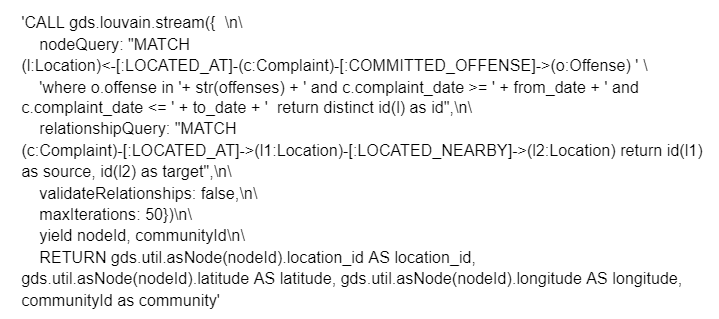 'CALL gds.louvain.stream({  \n\
nodeQuery: "MATCH
(l:Location)<-[:LOCATED_AT]-(c:Complaint)-[:COMMITTED_OFFENSE]->(o:Offense) ' \
'where o.offense in '+ str(offenses) + ' and c.complaint_date >= ' + from_date + ' and
c.complaint_date <= ' + to_date + '  return distinct id(l) as id",\n\
relationshipQuery: "MATCH
(c:Complaint)-[:LOCATED_AT]->(l1:Location)-[:LOCATED_NEARBY]->(l2:Location) return id(l1)
as source, id(l2) as target",\n\
validateRelationships: false,\n\
maxIterations: 50})\n\
yield nodeId, communityId\n\
RETURN gds.util.asNode(nodeId).location_id AS location_id,
gds.util.asNode(nodeId).latitude AS latitude, gds.util.asNode(nodeId).longitude AS longitude,
communityId as community'